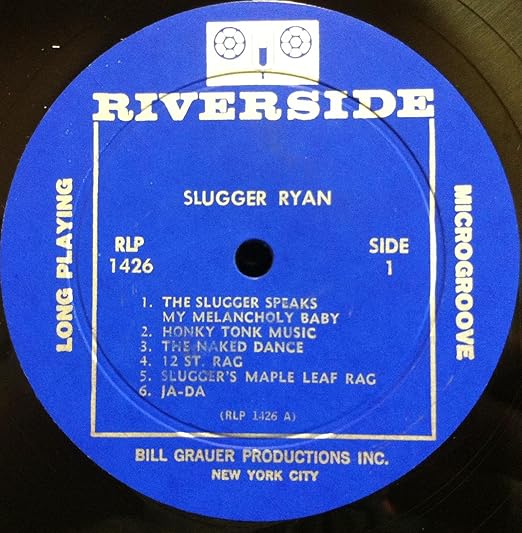 RIVERSIDE
SLUGGER RYAN
LONG PLAYING
MICROGROOVE
RLP
1426
SIDE
1
1. THE SLUGGER SPEAKS
MY MELANCHOLY BABY
2. HONKY TONK MUSIC
3. THE NAKED DANCE
4. 12 ST. RAG
5. SLUGGER'S MAPLE LEAF RAG
6. JA-DA
(RLP 1426 A)
BILL GRAUER PRODUCTIONS INC.
NEW YORK CITY